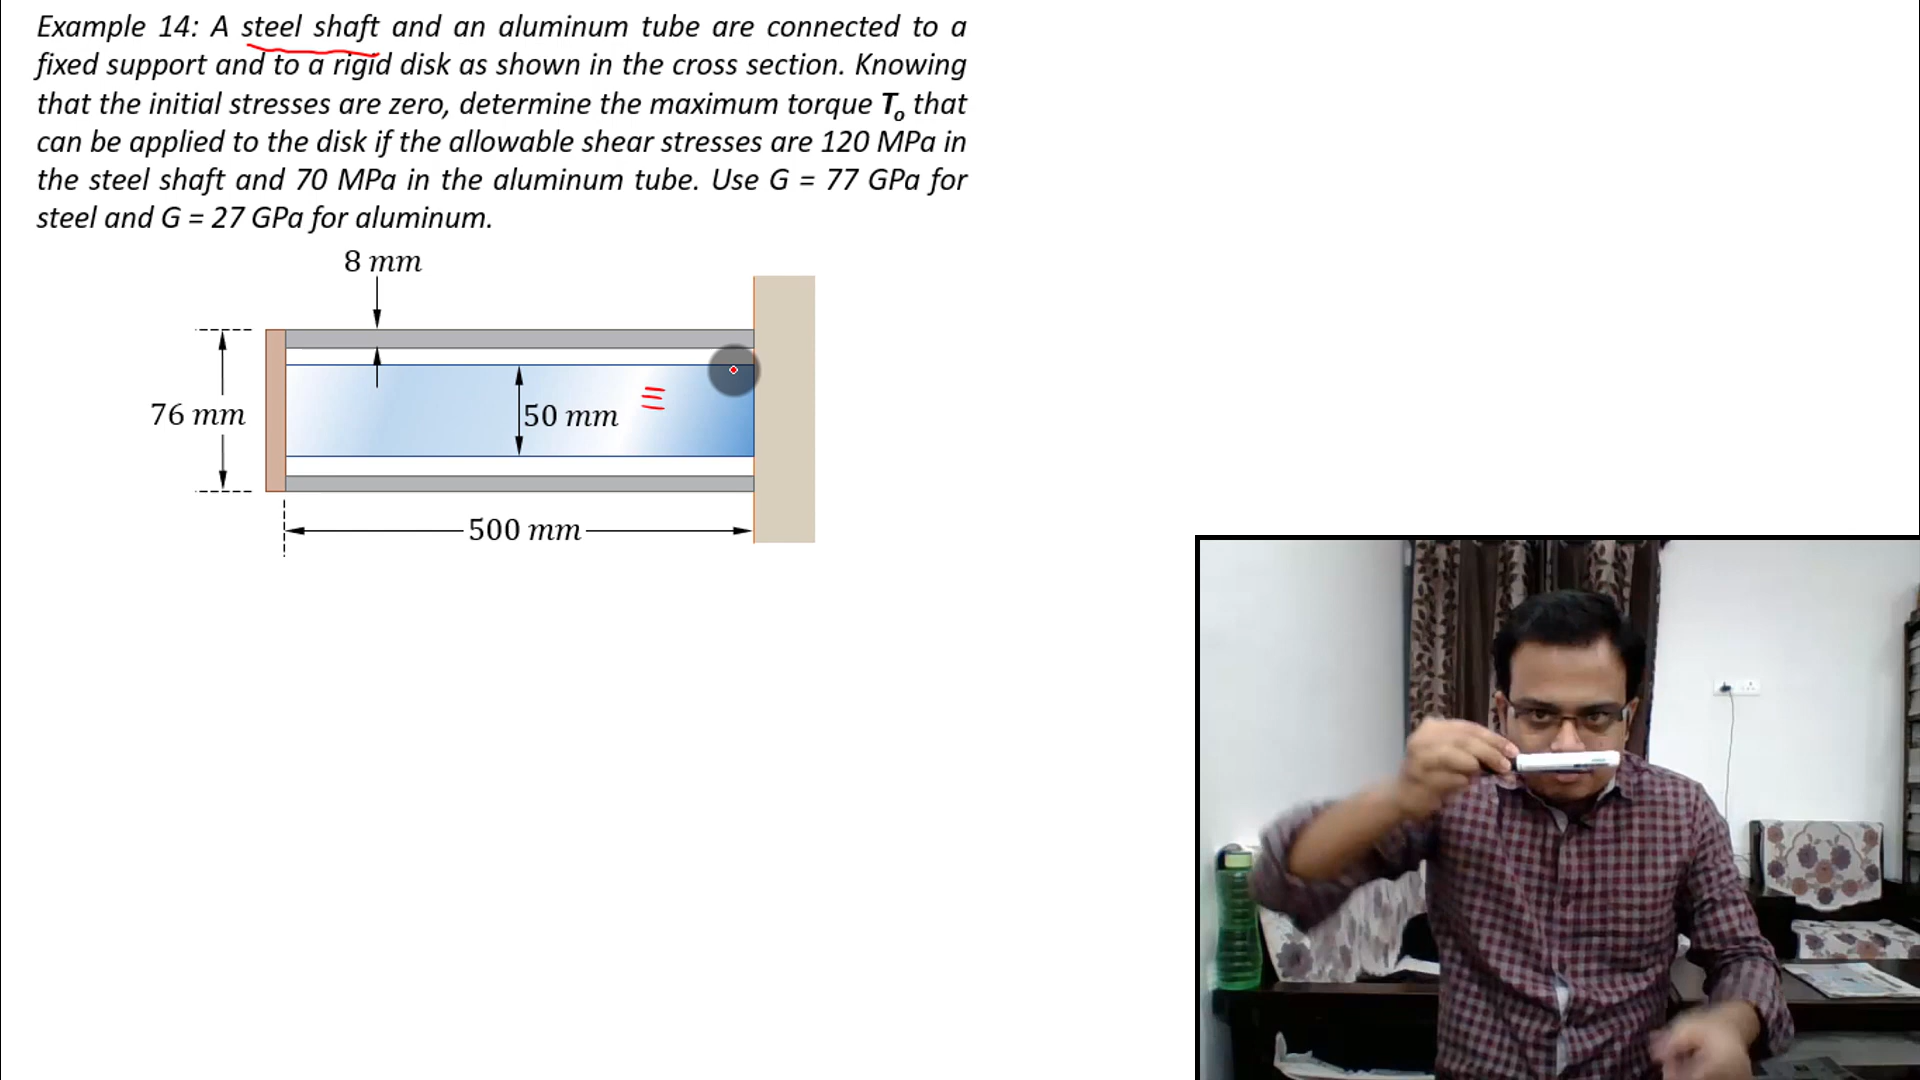 Example 14: A steel shaft and an aluminum tube are connected to a
fixed support and to a rigid disk as shown in the cross section. Knowing
that the initial stresses are zero, determine the maximum torque Tₒ that
can be applied to the disk if the allowable shear stresses are 120 MPa in
the steel shaft and 70 MPa in the aluminum tube. Use G = 77 GPa for
steel and G = 27 GPa for aluminum.
8 mm
76 mm
50 mm
500 mm